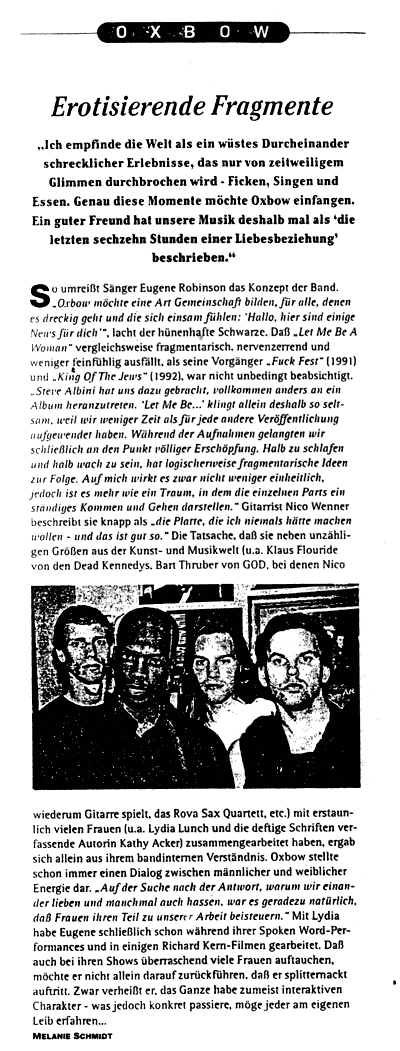 OXBOW
Erotisierende Fragmente
„Ich empfinde die Welt als ein wüstes Durcheinander
schrecklicher Erlebnisse, das nur von zeitweiligem
Glimmen durchbrochen wird - Ficken, Singen und
Essen. Genau diese Momente möchte Oxbow einfangen.
Ein guter Freund hat unsere Musik deshalb mal als ‘die
letzten sechzehn Stunden einer Liebesbeziehung’
beschrieben.“
So umreißt Sänger Eugene Robinson das Konzept der Band.
„Oxbow möchte eine Art Gemeinschaft bilden, für alle, denen
es dreckig geht und die sich einsam fühlen: ‘Hallo, hier sind einige
News für dich’“, lacht der hünenhafte Schwarze. Daß „Let Me Be A
Woman“ vergleichsweise fragmentarisch, nervenzerrend und
weniger feinfühlig ausfällt, als seine Vorgänger „Fuck Fest“ (1991)
und „King Of The Jews“ (1992), war nicht unbedingt beabsichtigt.
„Steve Albini hat uns dazu gebracht, vollkommen anders an ein
Album heranzutreten. ‘Let Me Be...’ klingt allein deshalb so selt-
sam, weil wir weniger Zeit als für jede andere Veröffentlichung
aufgewendet haben. Während der Aufnahmen gelangten wir
schließlich an den Punkt völliger Erschöpfung. Halb zu schlafen
und halb wach zu sein, hat logischerweise fragmentarische Ideen
zur Folge. Auf mich wirkt es zwar nicht weniger einheitlich,
jedoch ist es mehr wie ein Traum, in dem die einzelnen Parts ein
ständiges Kommen und Gehen darstellen.“ Gitarrist Nico Wenner
beschreibt sie knapp als „die Platte, die ich niemals hätte machen
wollen - und das ist gut so.“ Die Tatsache, daß sie neben unzähli-
gen Größen aus der Kunst- und Musikwelt (u.a. Klaus Flouride
von den Dead Kennedys, Bart Thruber von GOD, bei denen Nico
wiederum Gitarre spielt, das Rova Sax Quartett, etc.) mit erstaun-
lich vielen Frauen (u.a. Lydia Lunch und die deftige Schriften ver-
fassende Autorin Kathy Acker) zusammengearbeitet haben, ergab
sich allein aus ihrem bandinternen Verständnis. Oxbow stellte
schon immer einen Dialog zwischen männlicher und weiblicher
Energie dar. „Auf der Suche nach der Antwort, warum wir einan-
der lieben und manchmal auch hassen, war es geradezu natürlich,
daß Frauen ihren Teil zu unserer Arbeit beisteuern.“ Mit Lydia
habe Eugene schließlich schon während ihrer Spoken Word-Per-
formances und in einigen Richard Kern-Filmen gearbeitet. Daß
auch bei ihren Shows überraschend viele Frauen auftauchen,
möchte er nicht allein darauf zurückführen, daß er splitternackt
auftritt. Zwar verheißt er, das Ganze habe zumeist interaktiven
Charakter - was jedoch konkret passiere, möge jeder am eigenen
Leib erfahren...
MELANIE SCHMIDT